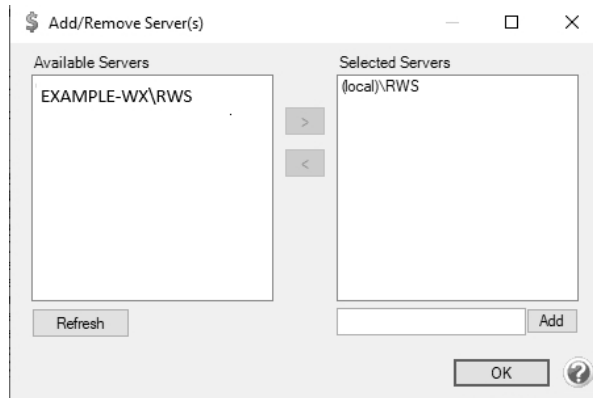 $ Add/Remove Server(s)
Available Servers
EXAMPLE-WX\RWS
>
<
Refresh
Selected Servers
(local)\RWS
Add
OK
?